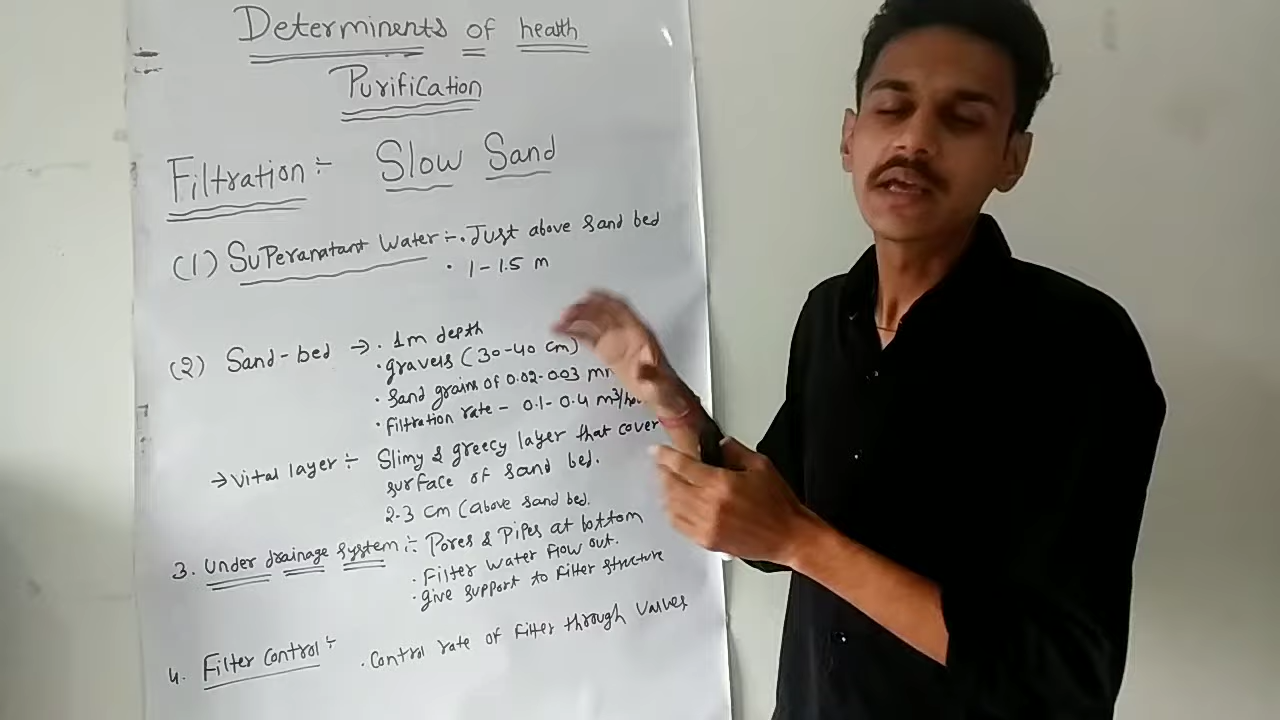 Determinents of health
Purification
Filtration :- Slow Sand
(1) Superanatant Water :- . Just above sand bed
. 1 - 1.5 m
(2) Sand-bed → . 1m depth
. gravels (30-40 cm)
. Sand grains of 0.02-0.03
. Filtration rate - 0.1-0.4 m³/
→ Vital layer :- Slimy & greecy layer that cover
surface of sand bed.
2-3 cm (above sand bed.
3. Under drainage system :- Pores & Pipes at bottom
. Filter Water Flow out.
. give support to Filter structure
4. Filter Control :- . Control rate of Filter through Valves